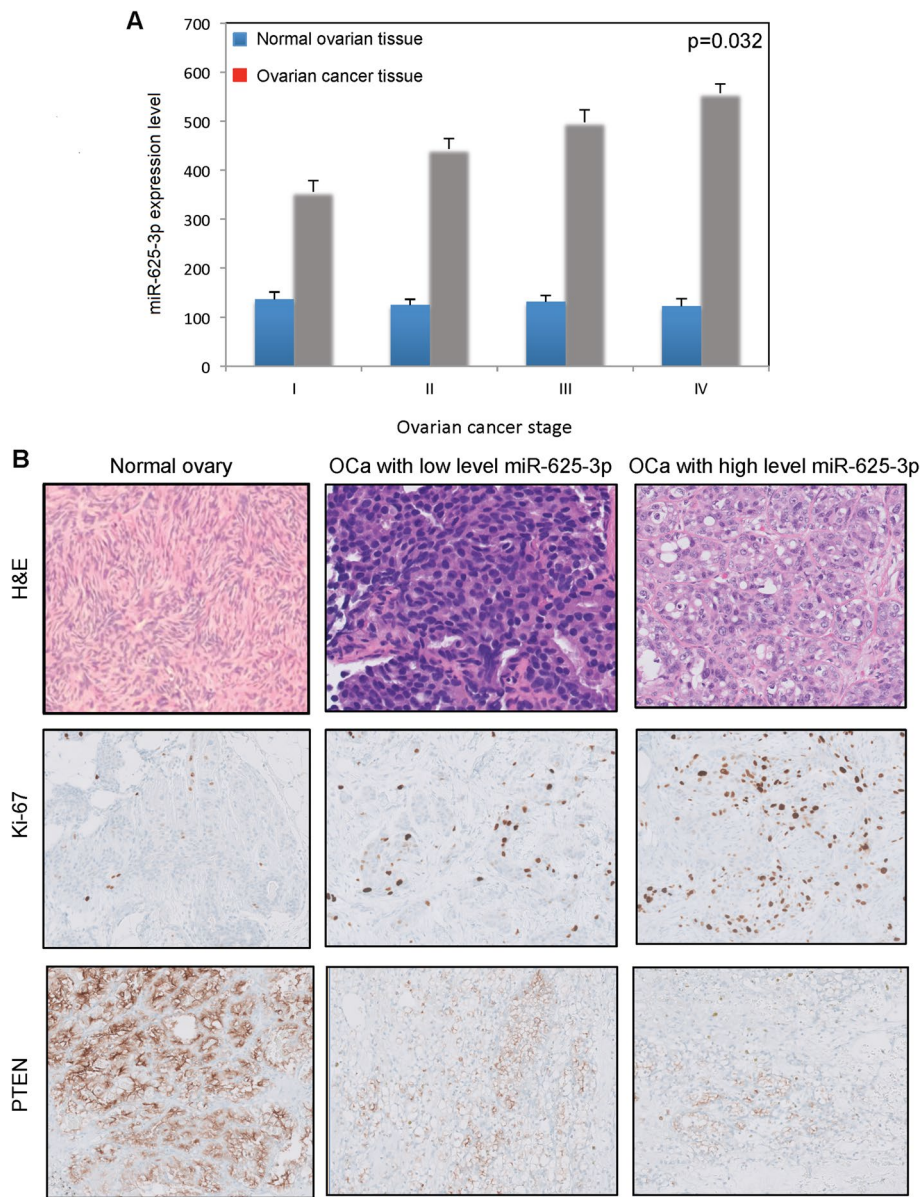 A
700
600
500
400
300
200
100
0
miR-625-3p expression level
Normal ovarian tissue
Ovarian cancer tissue
p=0.032
I II III IV
Ovarian cancer stage
B
Normal ovary OCa with low level miR-625-3p OCa with high level miR-625-3p
H&E
Ki-67
PTEN